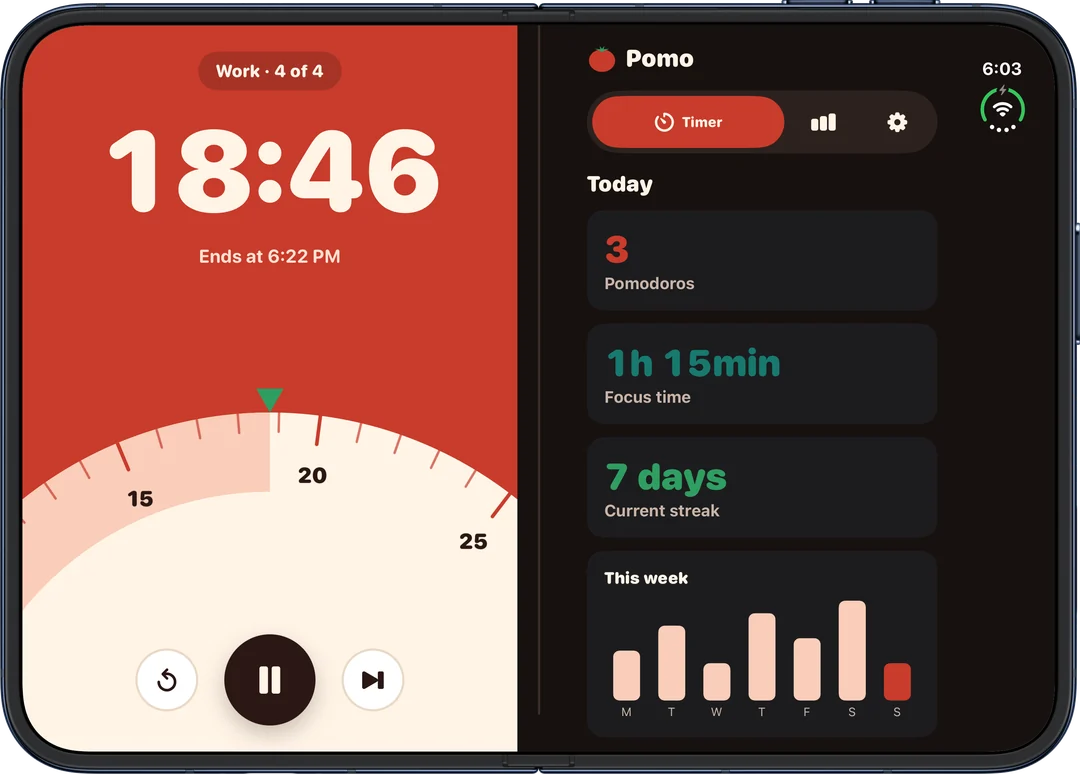 Work · 4 of 4
18:46
Ends at 6:22 PM
15
20
25
Pomo
6:03
Timer
Today
3
Pomodoros
1h 15min
Focus time
7 days
Current streak
This week
M T W T F S S